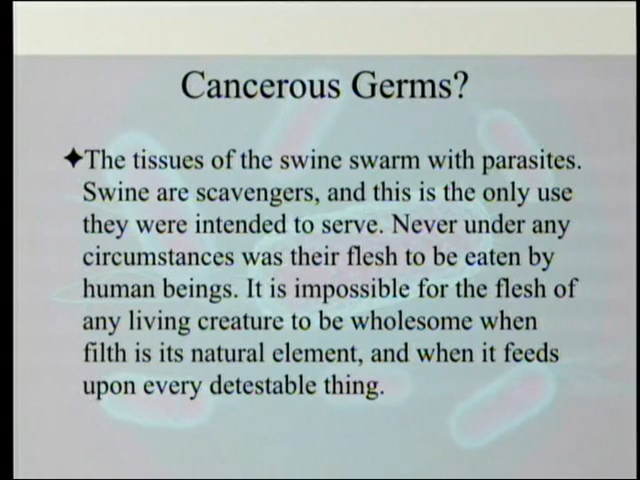 Cancerous Germs?
✦The tissues of the swine swarm with parasites.
Swine are scavengers, and this is the only use
they were intended to serve. Never under any
circumstances was their flesh to be eaten by
human beings. It is impossible for the flesh of
any living creature to be wholesome when
filth is its natural element, and when it feeds
upon every detestable thing.